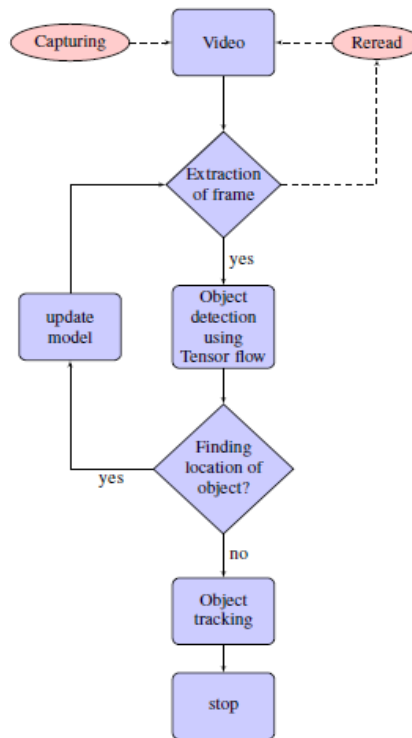 Capturing
Video
Reread
Extraction
of frame
yes
Object
detection
using
Tensor flow
update
model
Finding
location of
object?
yes
no
Object
tracking
stop